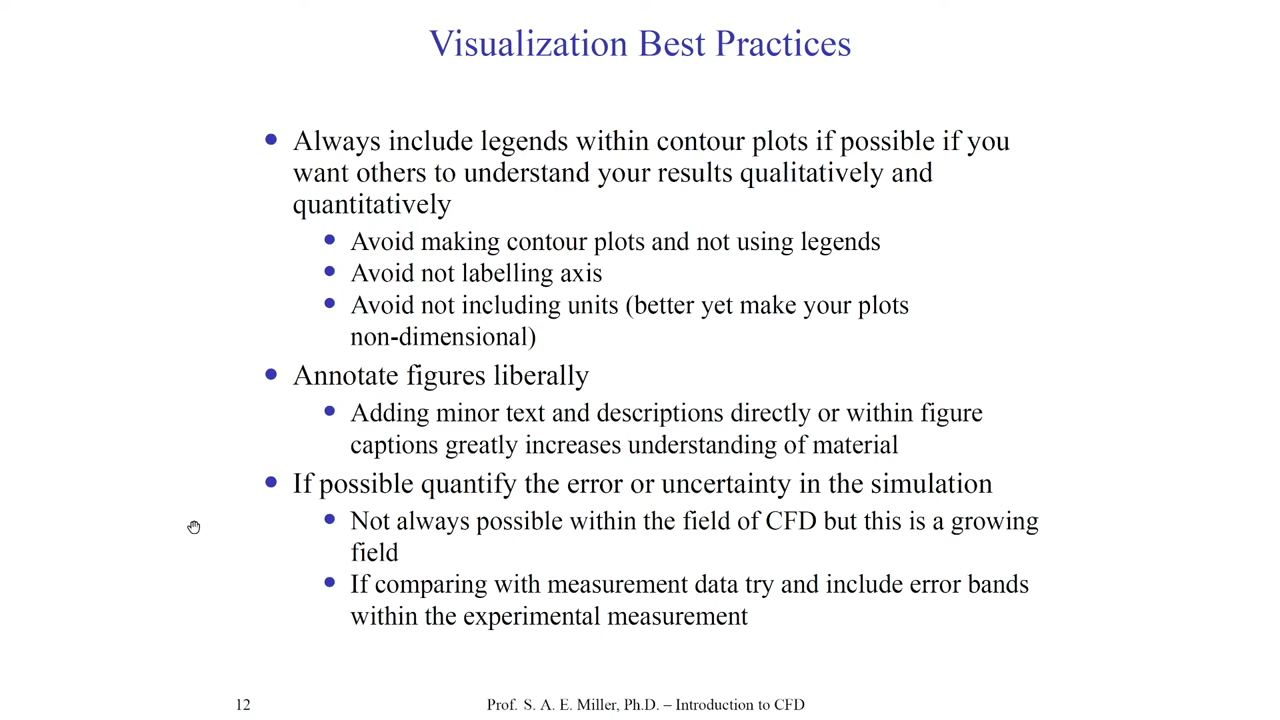 Visualization Best Practices
Always include legends within contour plots if possible if you
want others to understand your results qualitatively and
quantitatively
Avoid making contour plots and not using legends
Avoid not labelling axis
Avoid not including units (better yet make your plots
non-dimensional)
Annotate figures liberally
Adding minor text and descriptions directly or within figure
captions greatly increases understanding of material
If possible quantify the error or uncertainty in the simulation
Not always possible within the field of CFD but this is a growing
field
If comparing with measurement data try and include error bands
within the experimental measurement
12
Prof. S. A. E. Miller, Ph.D. – Introduction to CFD